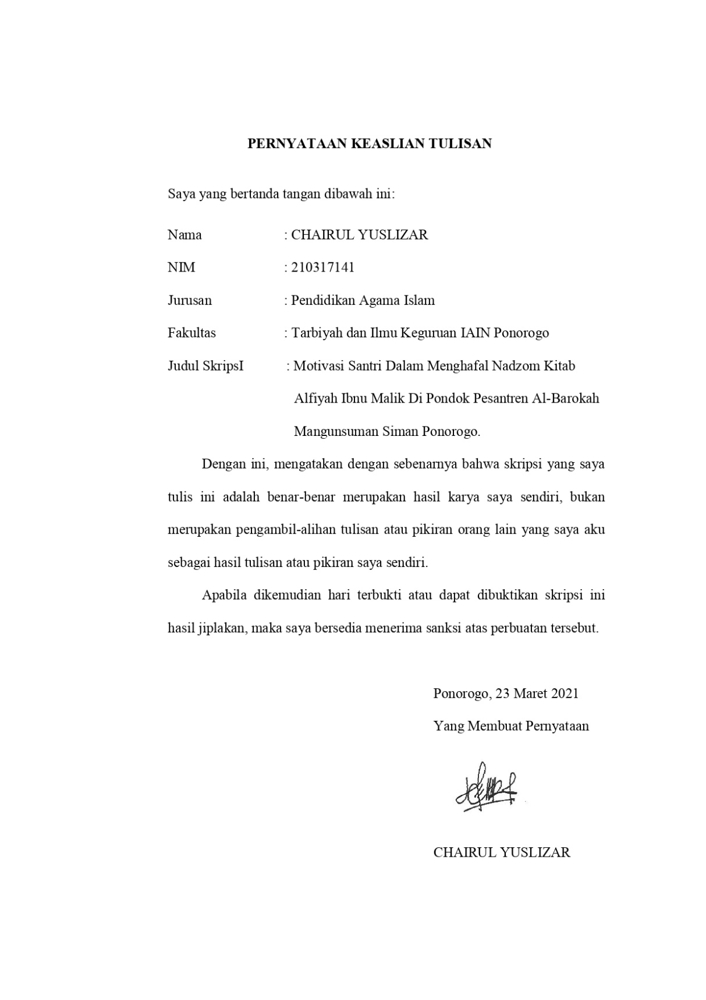 PERNYATAAN KEASLIAN TULISAN
Saya yang bertanda tangan dibawah ini:
Nama : CHAIRUL YUSLIZAR
NIM : 210317141
Jurusan : Pendidikan Agama Islam
Fakultas : Tarbiyah dan Ilmu Keguruan IAIN Ponorogo
Judul SkripsI : Motivasi Santri Dalam Menghafal Nadzom Kitab
Alfiyah Ibnu Malik Di Pondok Pesantren Al-Barokah
Mangunsuman Siman Ponorogo.
Dengan ini, mengatakan dengan sebenarnya bahwa skripsi yang saya
tulis ini adalah benar-benar merupakan hasil karya saya sendiri, bukan
merupakan pengambil-alihan tulisan atau pikiran orang lain yang saya aku
sebagai hasil tulisan atau pikiran saya sendiri.
Apabila dikemudian hari terbukti atau dapat dibuktikan skripsi ini
hasil jiplakan, maka saya bersedia menerima sanksi atas perbuatan tersebut.
Ponorogo, 23 Maret 2021
Yang Membuat Pernyataan
CHAIRUL YUSLIZAR